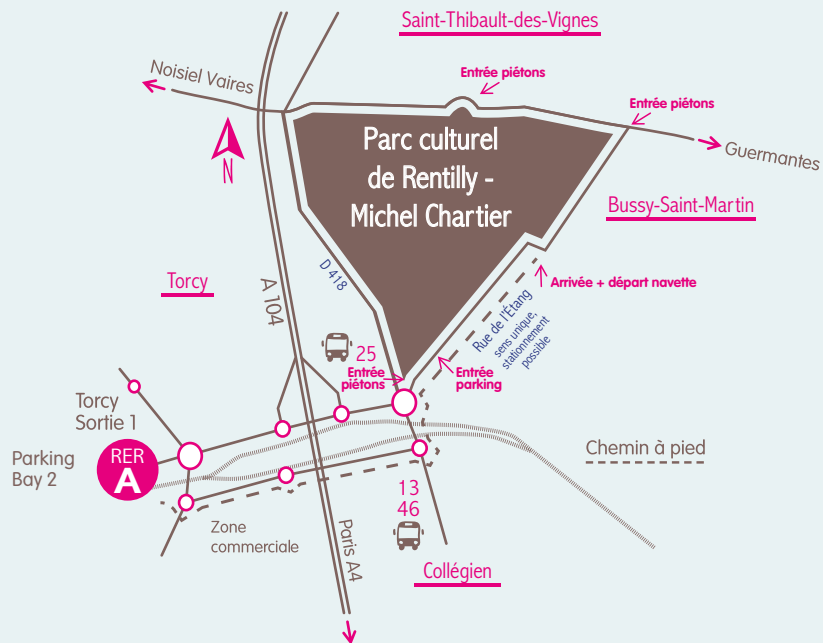 Saint-Thibault-des-Vignes
Noisiel Vaires
Entrée piétons
Entrée piétons
Guermantes
N
Parc culturel
de Rentilly -
Michel Chartier
Bussy-Saint-Martin
Torcy
A 104
D 418
Arrivée + départ navette
Rue de l'Étang
sens unique,
stationnement
possible
25
Entrée
piétons
Entrée
parking
Torcy
Sortie 1
Parking
Bay 2
RER
A
Chemin à pied
13
46
Zone
commerciale
Paris A4
Collégien